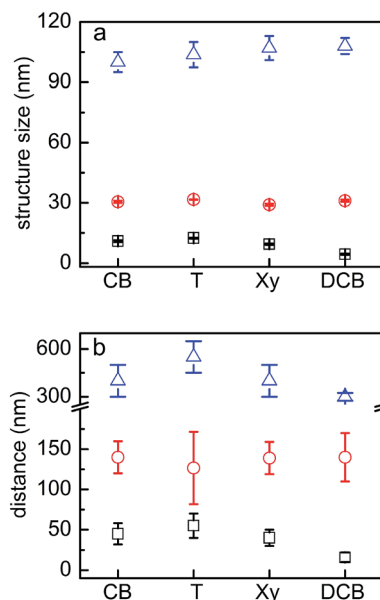 120
a
90
60
30
0
structure size (nm)
CB T Xy DCB
b
600
300
150
100
50
0
distance (nm)
CB T Xy DCB